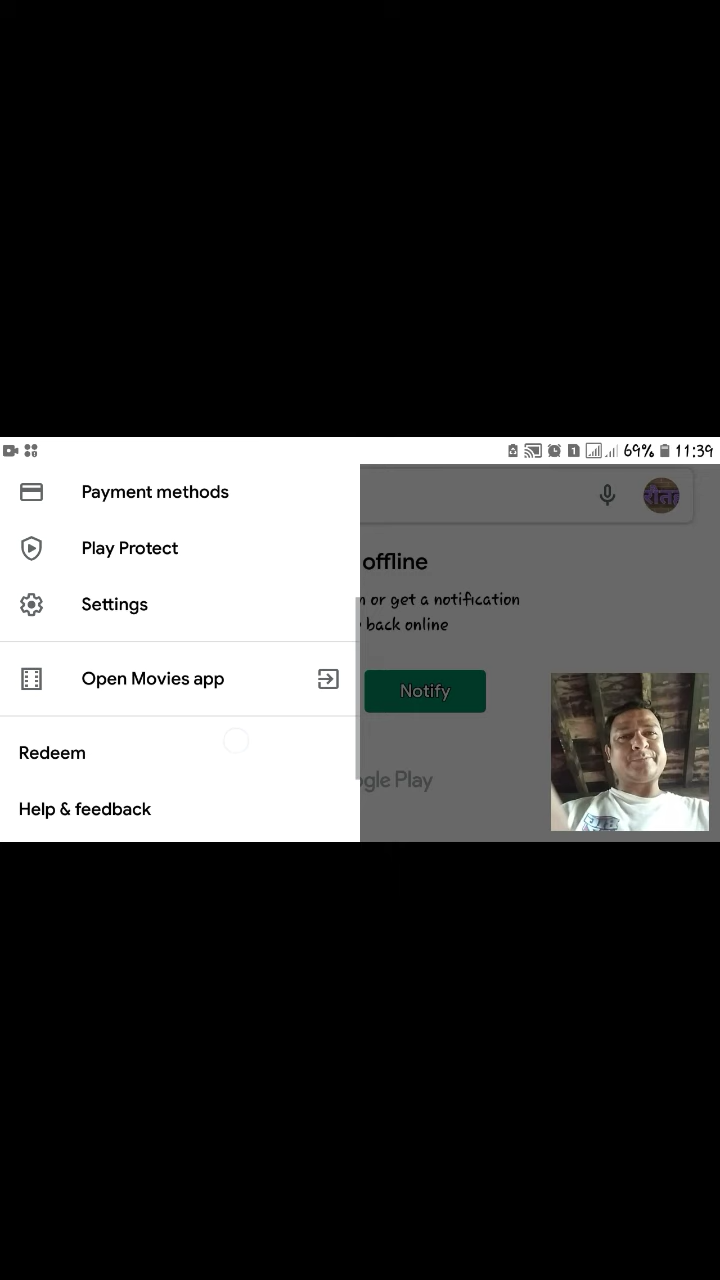 69% 11:39
Payment methods
Play Protect
Settings
Open Movies app
Redeem
Help & feedback
offline
or get a notification
back online
Notify
gle Play